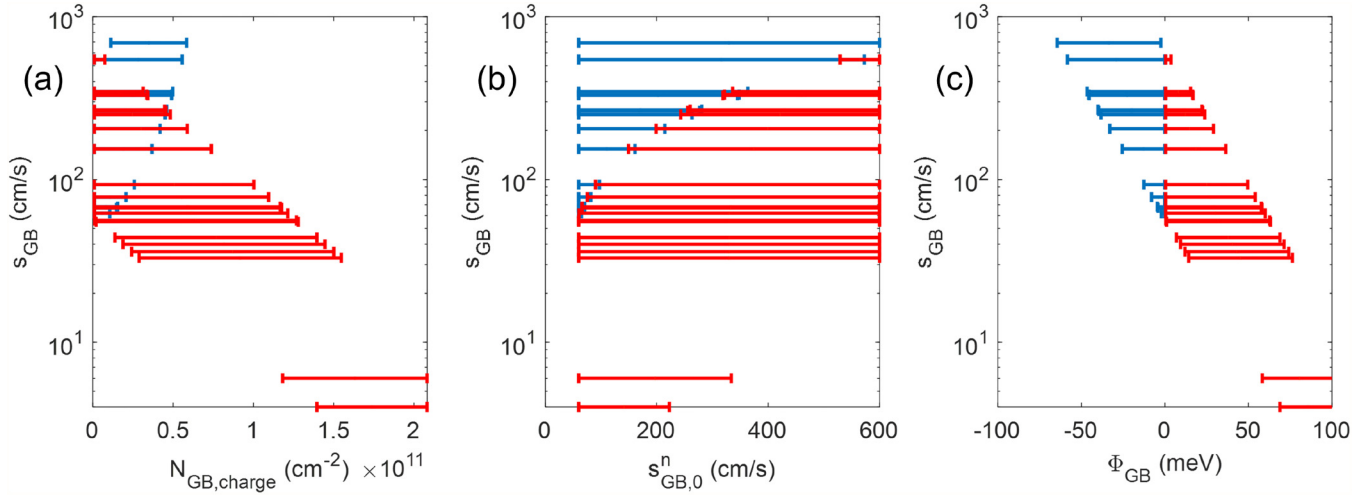 (a)
10³
10²
10¹
s_GB (cm/s)
0 0.5 1 1.5 2
N_GB,charge (cm⁻²) ×10¹¹
(b)
10³
10²
10¹
s_GB (cm/s)
0 200 400 600
sⁿ_GB,0 (cm/s)
(c)
10³
10²
10¹
s_GB (cm/s)
-100 -50 0 50 100
Φ_GB (meV)